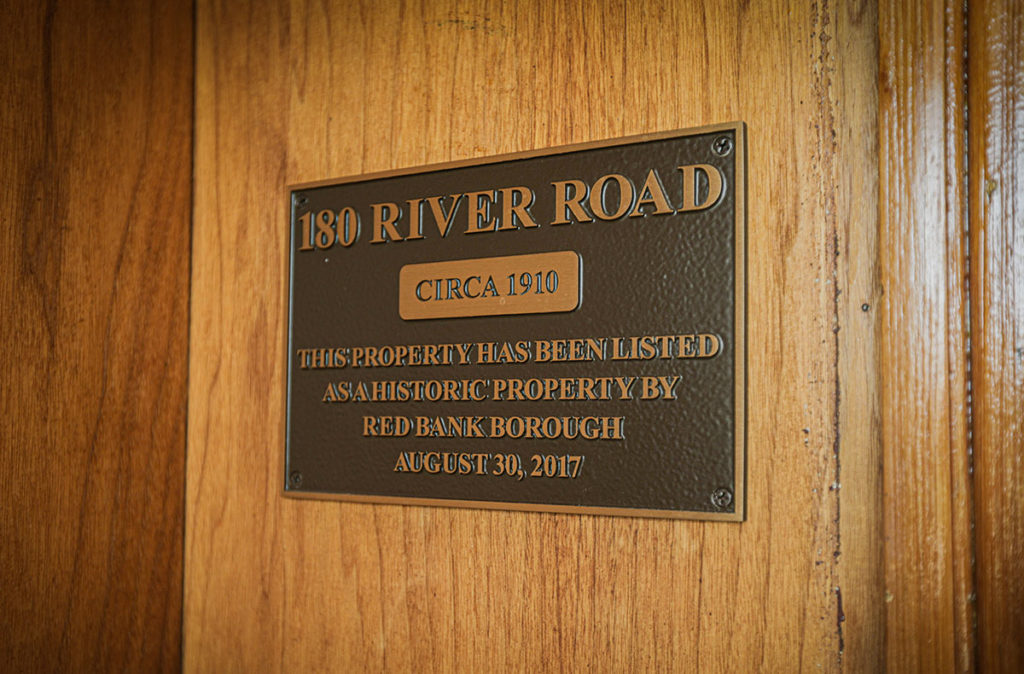 180 RIVER ROAD
CIRCA 1910
THIS PROPERTY HAS BEEN LISTED
AS A HISTORIC PROPERTY BY
RED BANK BOROUGH
AUGUST 30, 2017